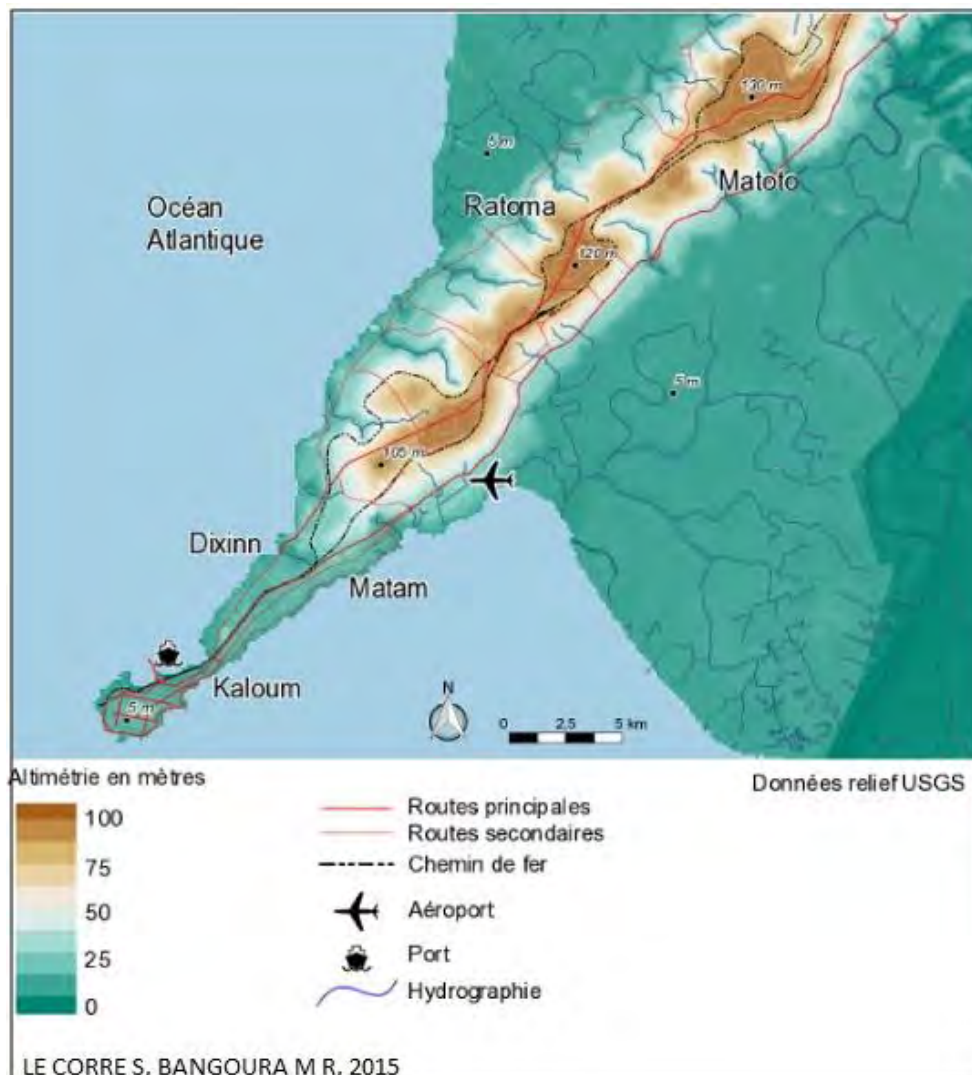 130 m
5 m
Matoto
Ratoma
Océan
Atlantique
120 m
5 m
105 m
Dixinn
Matam
Kaloum
5 m
N
0 2,5 5 km
Altimétrie en mètres
Données relief USGS
100
75
50
25
0
Routes principales
Routes secondaires
Chemin de fer
Aéroport
Port
Hydrographie
LE CORRE S, BANGOURA M R, 2015